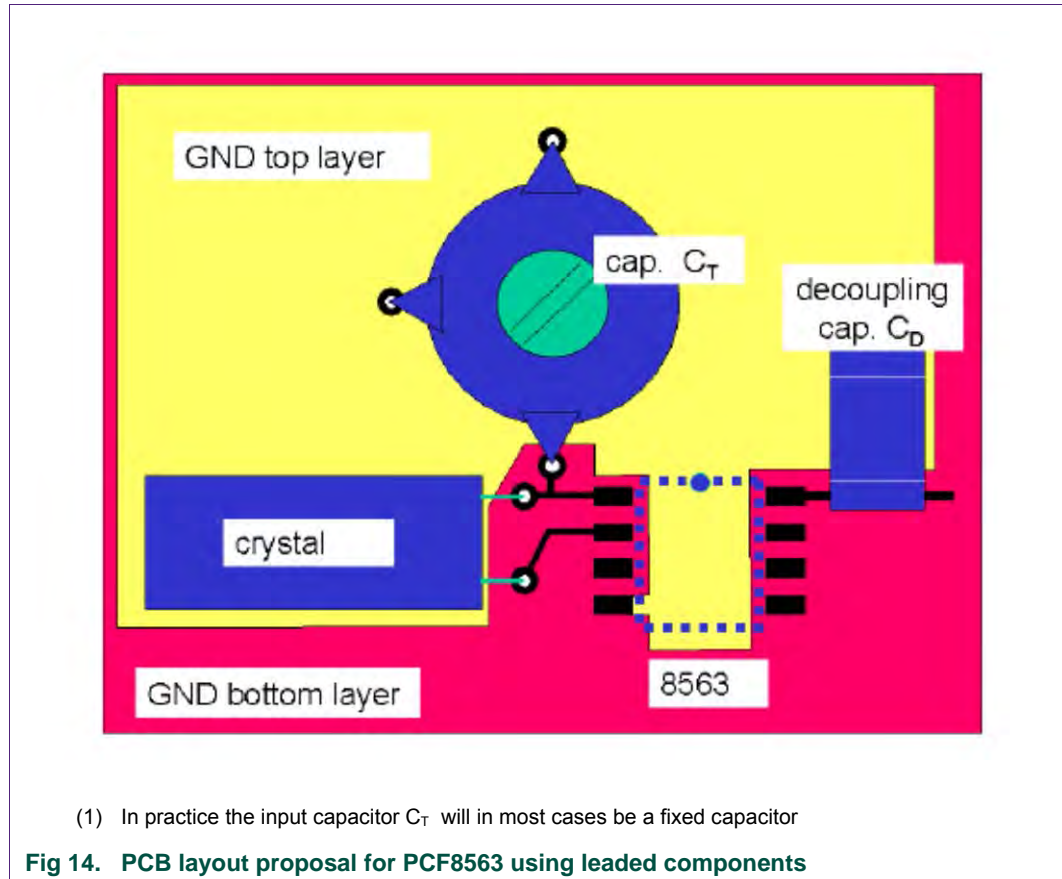 GND top layer
cap. C_T
decoupling
cap. C_D
crystal
GND bottom layer
8563
(1) In practice the input capacitor C_T will in most cases be a fixed capacitor
Fig 14. PCB layout proposal for PCF8563 using leaded components